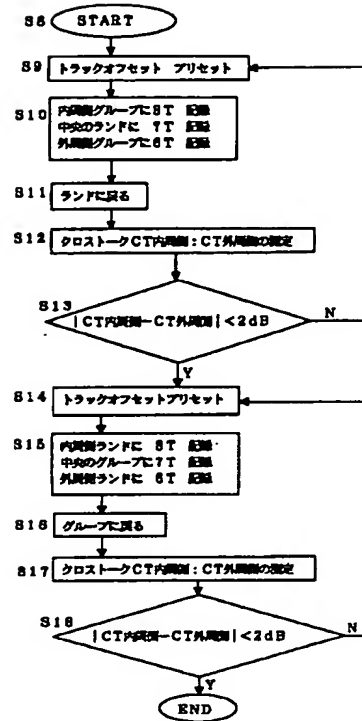 S8 START
S9 トラックオフセット プリセット
S10
内周側グルーブに8T 記録
中央のランドに 7T 記録
外周側グルーブに6T 記録
S11 ランドに戻る
S12 クロストークCT内周側:CT外周側の測定
S13
|CT内周側-CT外周側|<2dB
N
Y
S14 トラックオフセットプリセット
S15
内周側ランドに 8T 記録
中央のグルーブに7T 記録
外周側ランドに 6T 記録
S16 グルーブに戻る
S17 クロストークCT内周側:CT外周側の測定
S18
|CT内周側-CT外周側|<2dB
N
Y
END